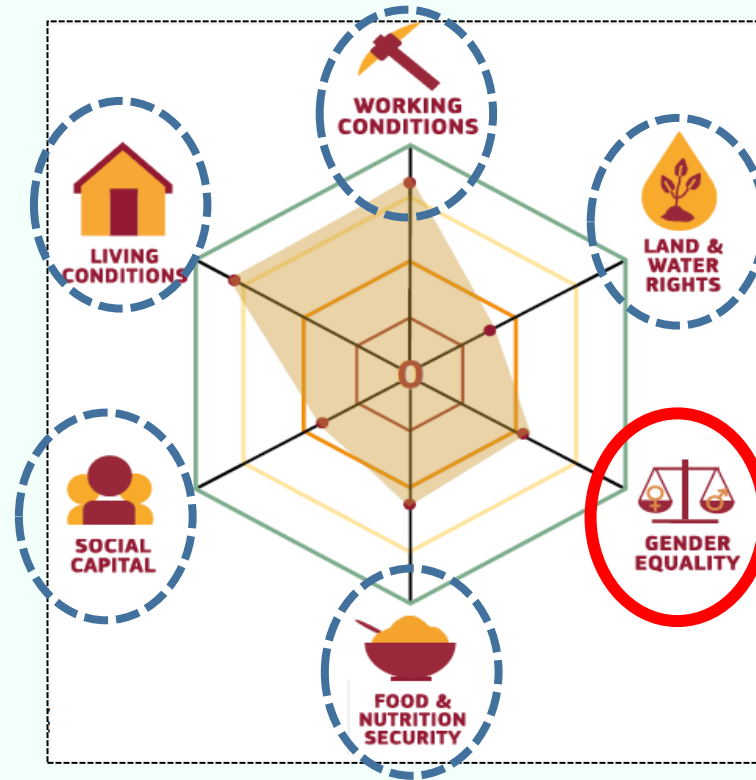 WORKING
CONDITIONS
LIVING
CONDITIONS
LAND &
WATER
RIGHTS
0
SOCIAL
CAPITAL
GENDER
EQUALITY
FOOD &
NUTRITION
SECURITY